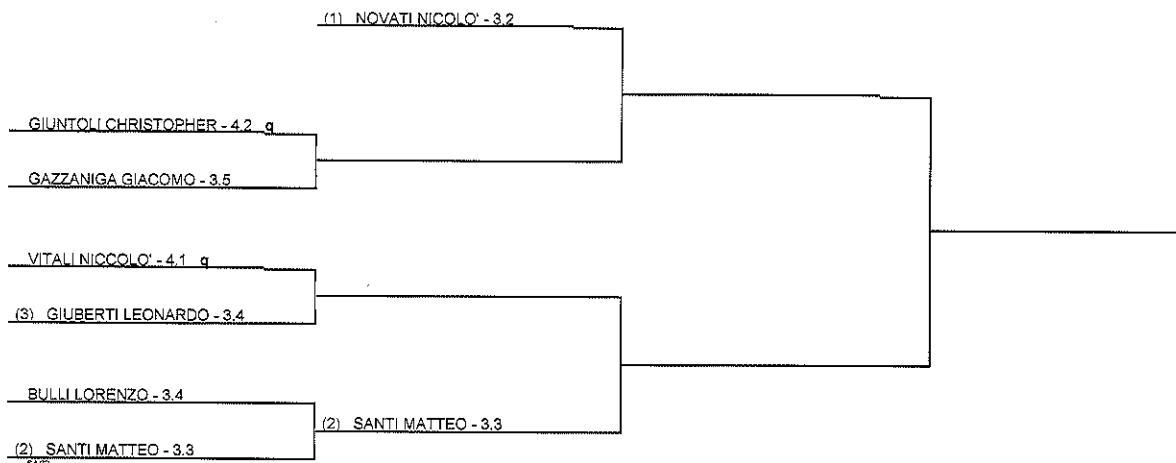 (1) NOVATI NICOLO' - 3.2
GIUNTOLI CHRISTOPHER - 4.2 q
GAZZANIGA GIACOMO - 3.5
VITALI NICCOLO' - 4.1 q
(3) GIUBERTI LEONARDO - 3.4
BULLI LORENZO - 3.4
(2) SANTI MATTEO - 3.3
(2) SANTI MATTEO - 3.3